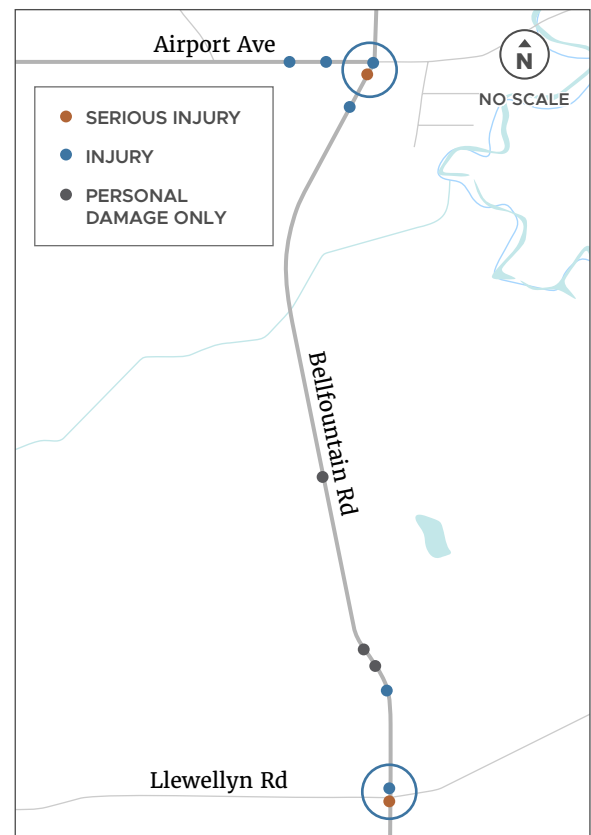 Airport Ave
N
NO SCALE
SERIOUS INJURY
INJURY
PERSONAL
DAMAGE ONLY
Bellfountain Rd
Llewellyn Rd